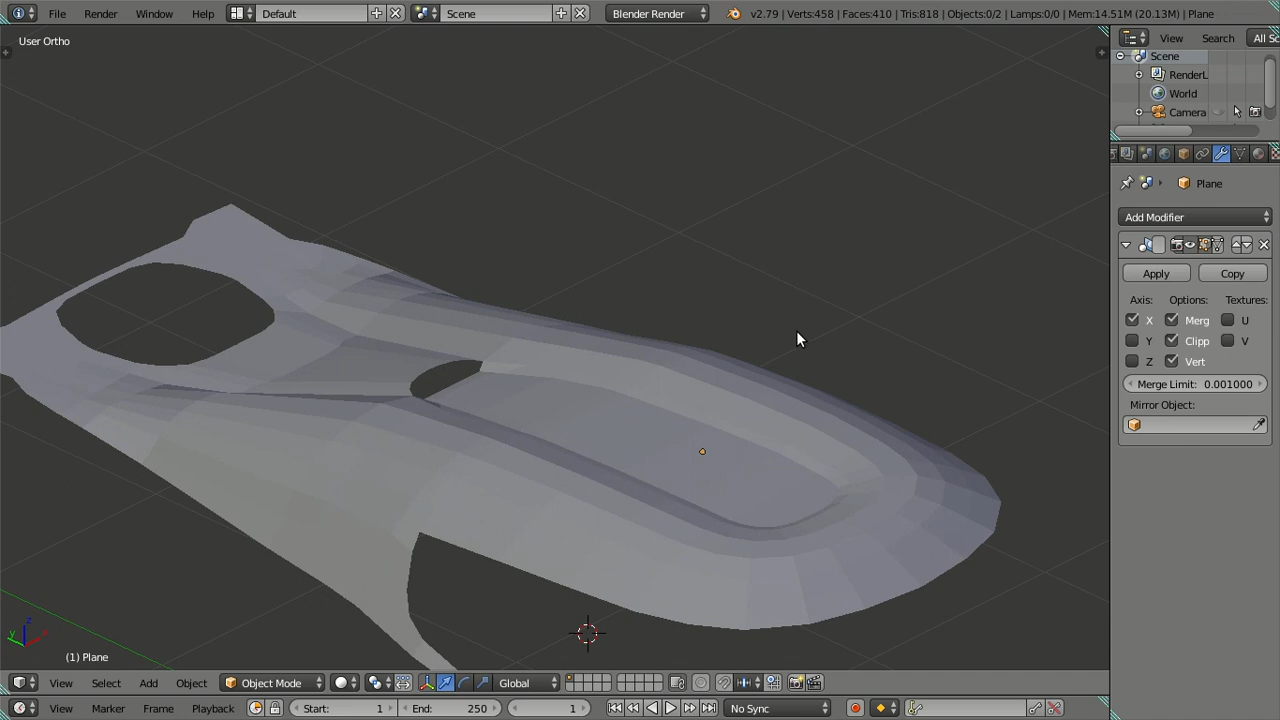 File Render Window Help Default Scene Blender Render v2.79 | Verts:458 | Faces:410 | Tris:818 | Objects:0/2 | Lamps:0/0 | Mem:14.51M (20.13M) | Plane
User Ortho
View Search All Sc
Scene
RenderL
World
Camera
Plane
Add Modifier
Apply Copy
Axis: Options: Textures:
X Merg U
Y Clipp V
Z Vert
Merge Limit: 0.001000
Mirror Object:
z
y x
(1) Plane
View Select Add Object Object Mode Global
View Marker Frame Playback Start: 1 End: 250 1 No Sync